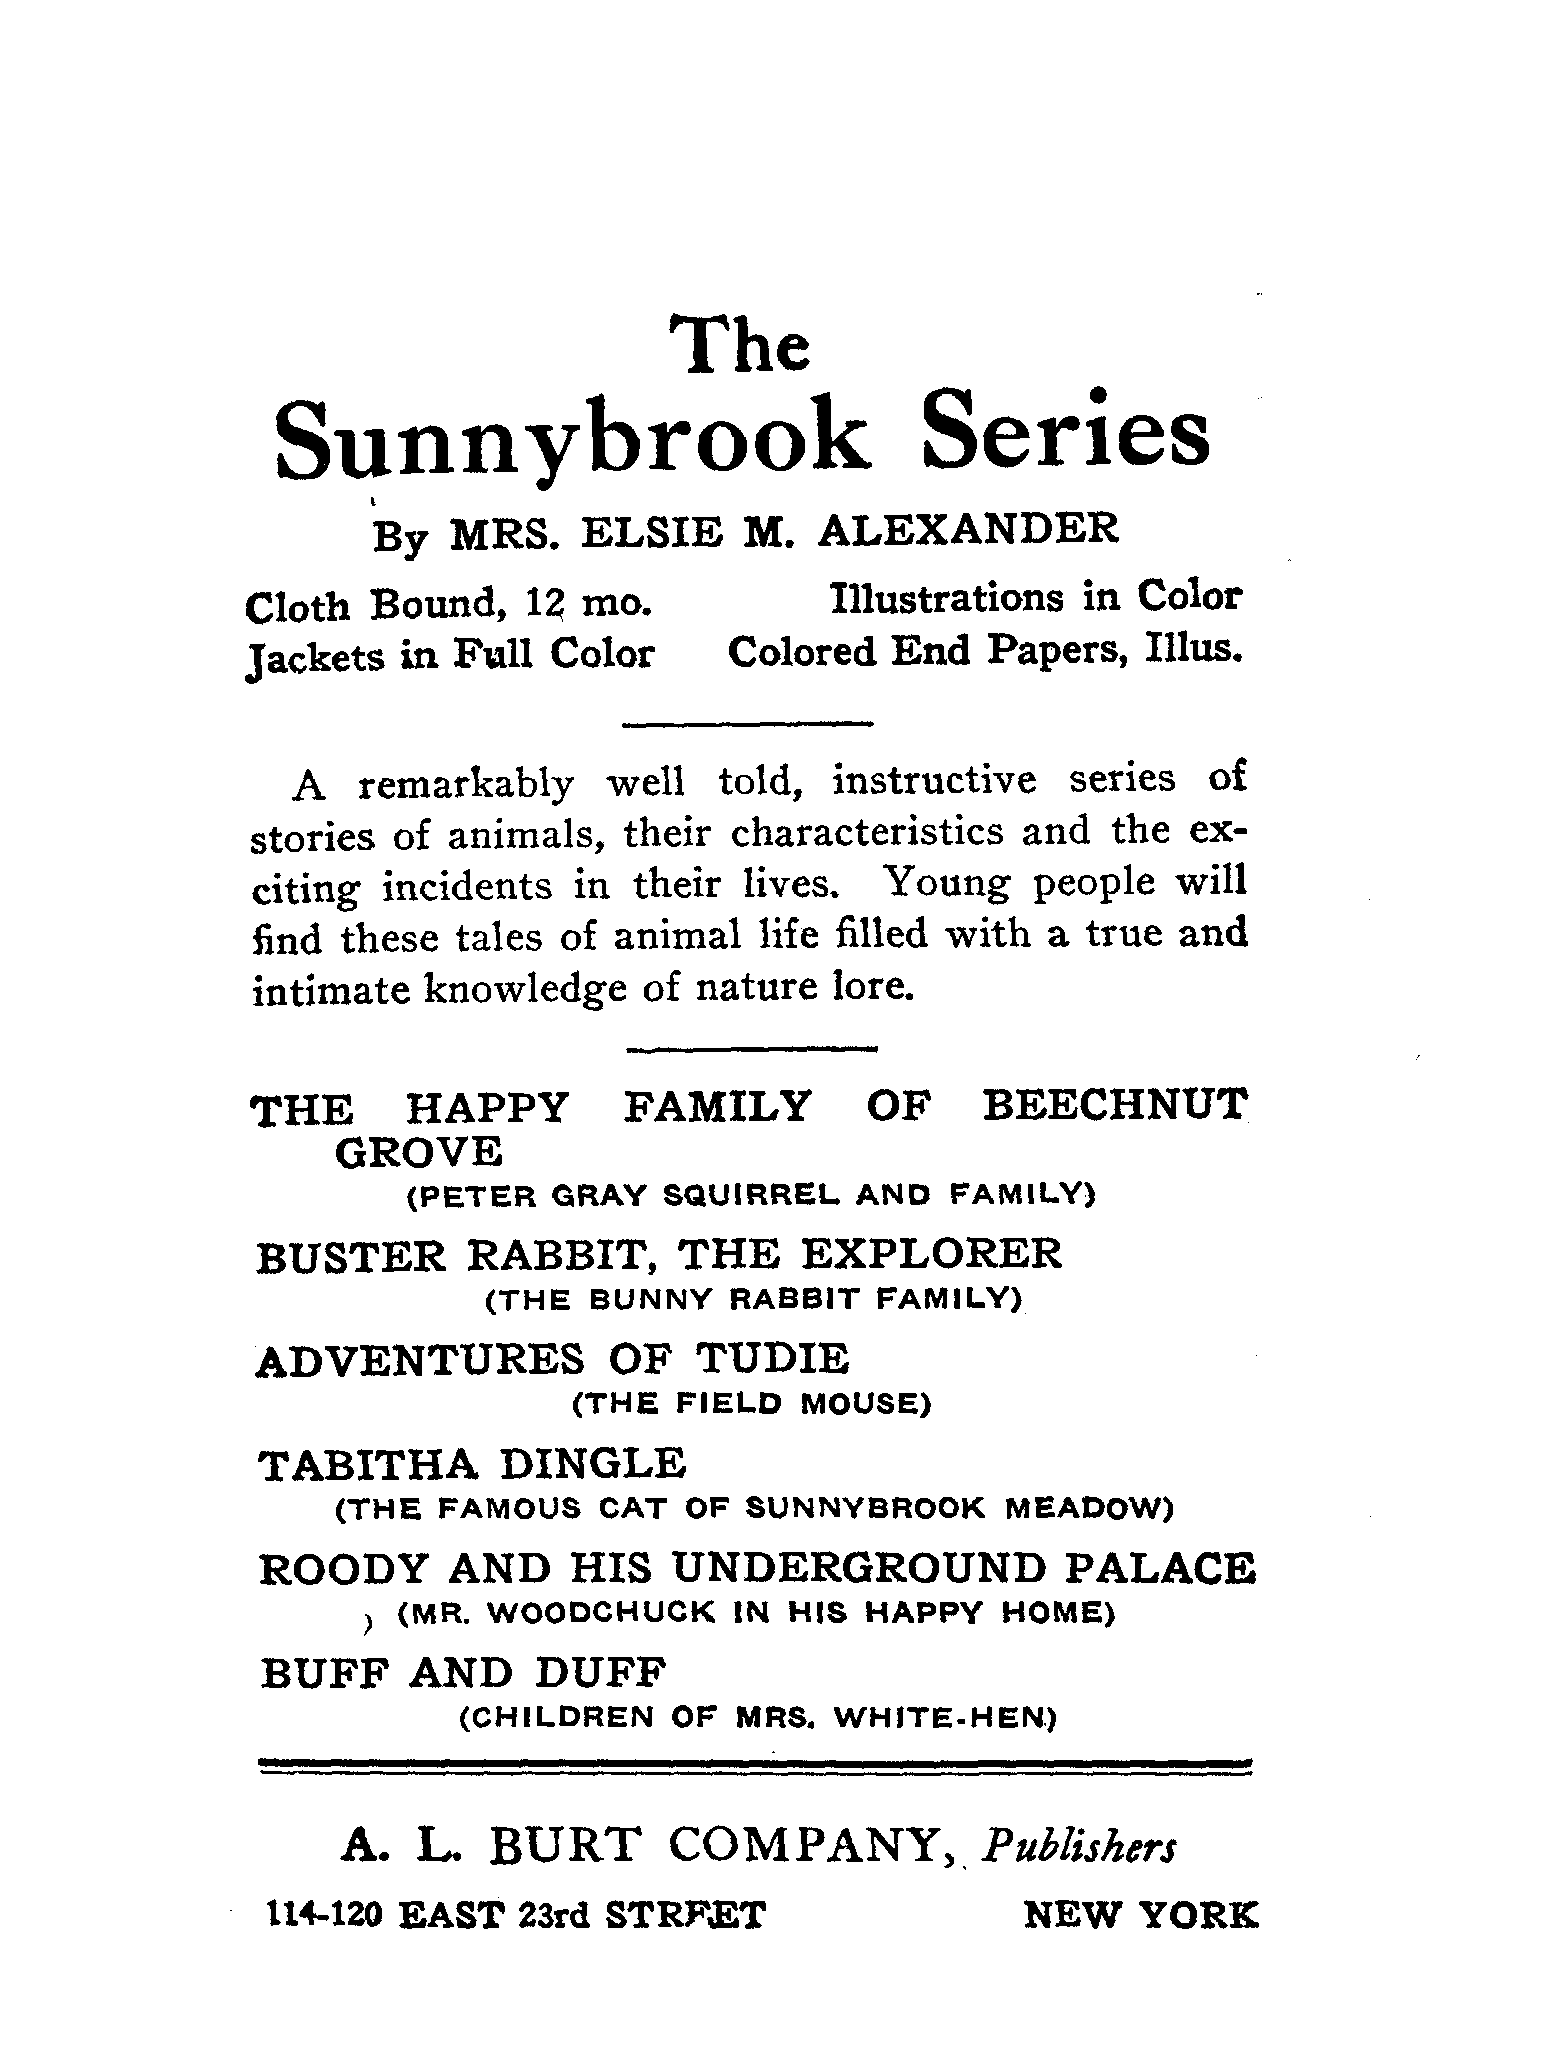 The
Sunnybrook Series
By MRS. ELSIE M. ALEXANDER
Cloth Bound, 12 mo. Illustrations in Color
Jackets in Full Color Colored End Papers, Illus.
A remarkably well told, instructive series of
stories of animals, their characteristics and the ex-
citing incidents in their lives. Young people will
find these tales of animal life filled with a true and
intimate knowledge of nature lore.
THE HAPPY FAMILY OF BEECHNUT
GROVE
(PETER GRAY SQUIRREL AND FAMILY)
BUSTER RABBIT, THE EXPLORER
(THE BUNNY RABBIT FAMILY)
ADVENTURES OF TUDIE
(THE FIELD MOUSE)
TABITHA DINGLE
(THE FAMOUS CAT OF SUNNYBROOK MEADOW)
ROODY AND HIS UNDERGROUND PALACE
(MR. WOODCHUCK IN HIS HAPPY HOME)
BUFF AND DUFF
(CHILDREN OF MRS. WHITE-HEN)
A. L. BURT COMPANY, Publishers
114-120 EAST 23rd STREET NEW YORK